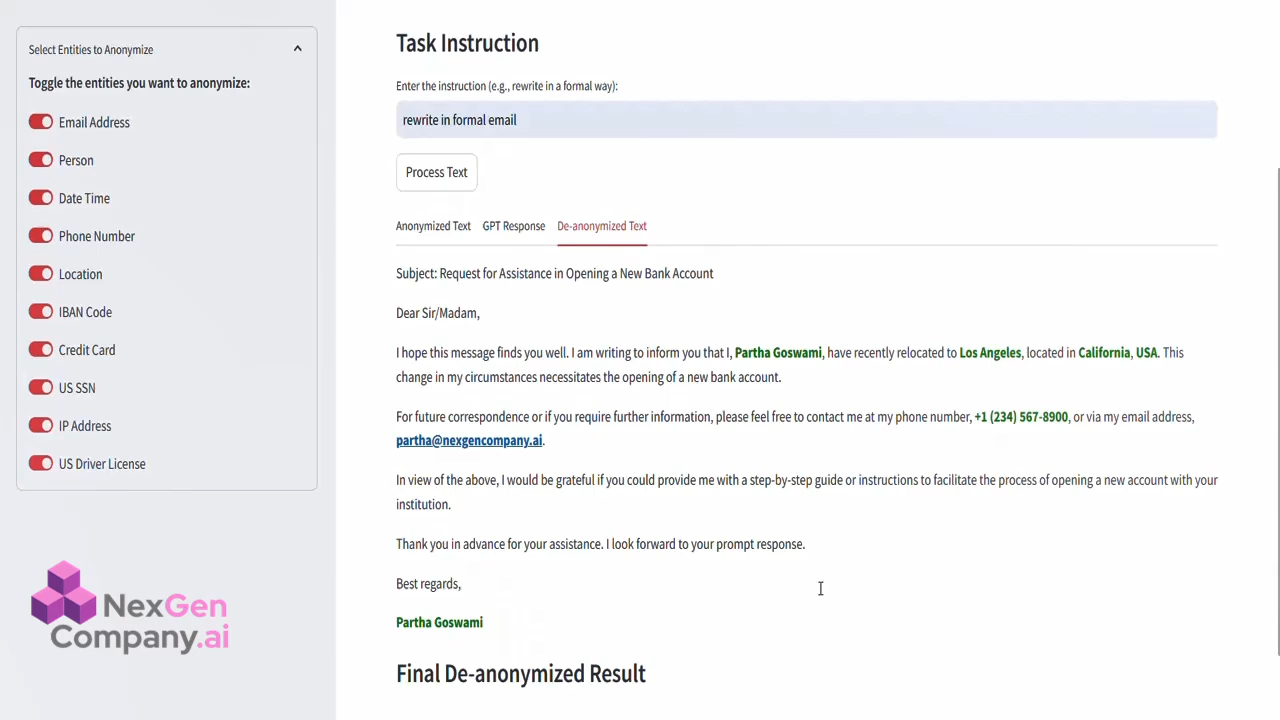 Select Entities to Anonymize
Toggle the entities you want to anonymize:
Email Address
Person
Date Time
Phone Number
Location
IBAN Code
Credit Card
US SSN
IP Address
US Driver License
NexGen
Company.ai
Task Instruction
Enter the instruction (e.g., rewrite in a formal way):
rewrite in formal email
Process Text
Anonymized Text GPT Response De-anonymized Text
Subject: Request for Assistance in Opening a New Bank Account
Dear Sir/Madam,
I hope this message finds you well. I am writing to inform you that I, Partha Goswami, have recently relocated to Los Angeles, located in California, USA. This
change in my circumstances necessitates the opening of a new bank account.
For future correspondence or if you require further information, please feel free to contact me at my phone number, +1 (234) 567-8900, or via my email address,
partha@nexgencompany.ai.
In view of the above, I would be grateful if you could provide me with a step-by-step guide or instructions to facilitate the process of opening a new account with your
institution.
Thank you in advance for your assistance. I look forward to your prompt response.
Best regards,
Partha Goswami
Final De-anonymized Result